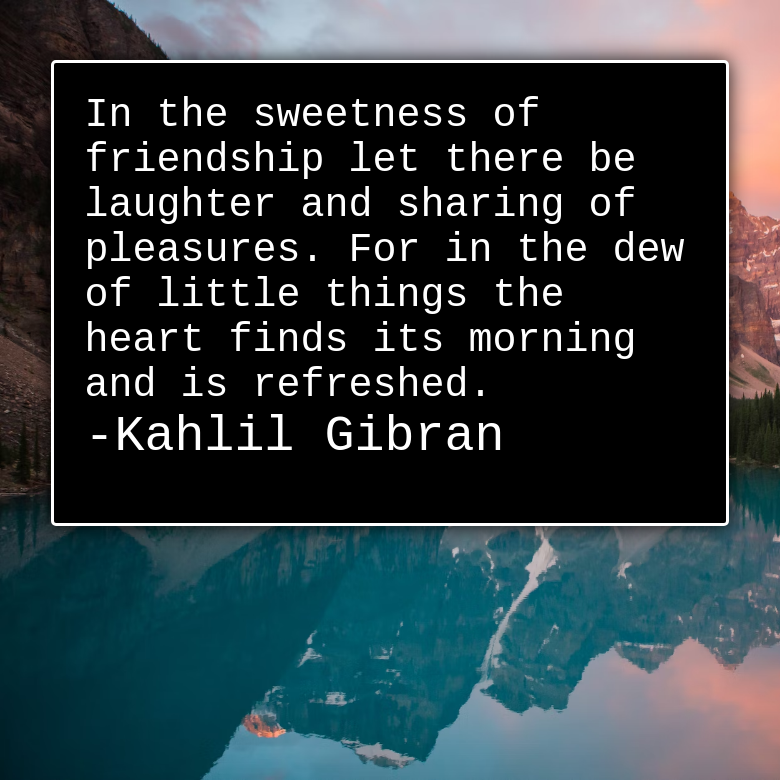 In the sweetness of
friendship let there be
laughter and sharing of
pleasures. For in the dew
of little things the
heart finds its morning
and is refreshed.
-Kahlil Gibran